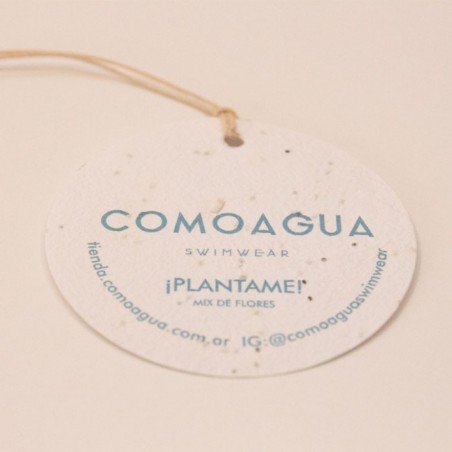 COMOAGUA
SWIMWEAR
¡PLANTAME!
MIX DE FLORES
tienda.comoagua.com.ar IG:@comoaguaswimwear